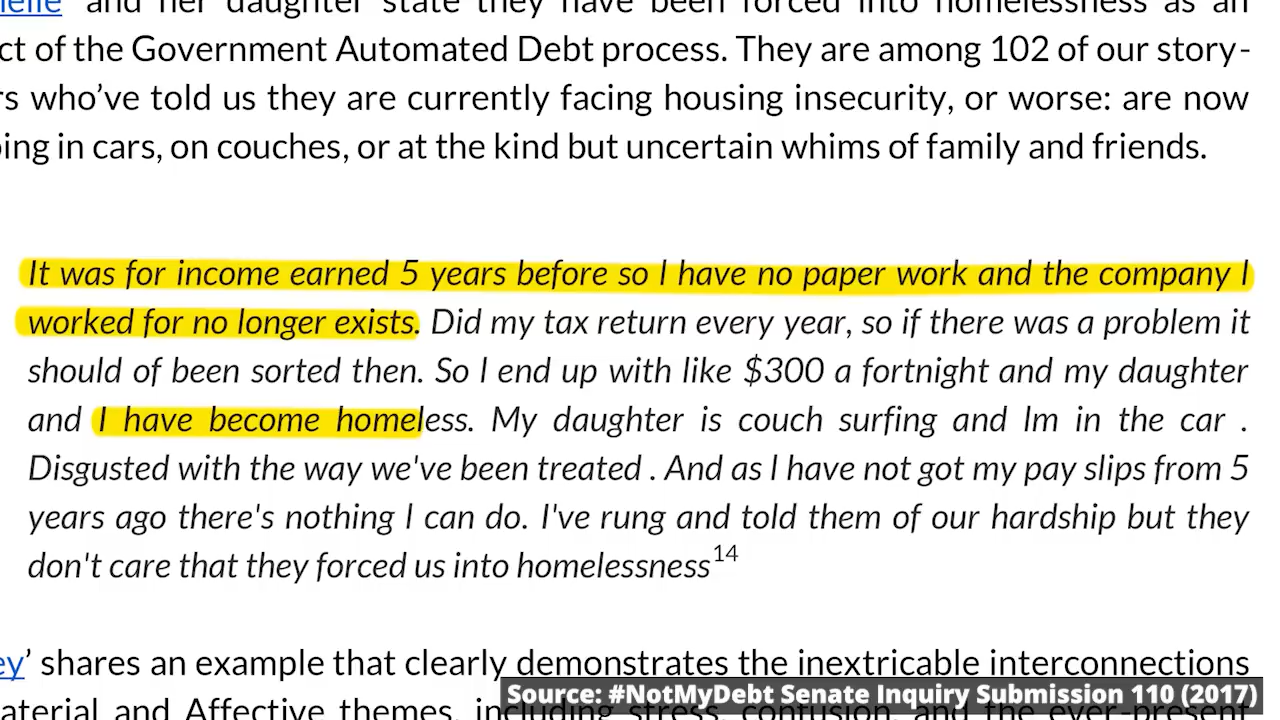 and her daughter state they have been forced into homelessness as an
ct of the Government Automated Debt process. They are among 102 of our story-
rs who’ve told us they are currently facing housing insecurity, or worse: are now
ing in cars, on couches, or at the kind but uncertain whims of family and friends.
It was for income earned 5 years before so I have no paper work and the company I
worked for no longer exists. Did my tax return every year, so if there was a problem it
should of been sorted then. So I end up with like $300 a fortnight and my daughter
and I have become homeless. My daughter is couch surfing and Im in the car .
Disgusted with the way we've been treated . And as I have not got my pay slips from 5
years ago there's nothing I can do. I've rung and told them of our hardship but they
don't care that they forced us into homelessness14
ey’ shares an example that clearly demonstrates the inextricable interconnections
aterial and Affective themes, including stress, confusion, and the ever-present
Source: #NotMyDebt Senate Inquiry Submission 110 (2017)